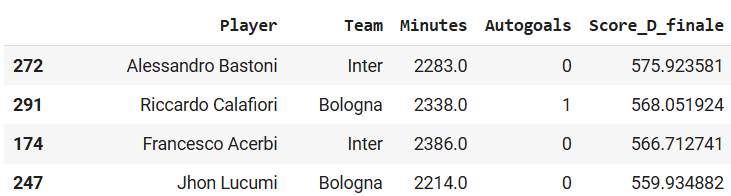 Player Team Minutes Autogoals Score_D_finale
272 Alessandro Bastoni Inter 2283.0 0 575.923581
291 Riccardo Calafiori Bologna 2338.0 1 568.051924
174 Francesco Acerbi Inter 2386.0 0 566.712741
247 Jhon Lucumi Bologna 2214.0 0 559.934882